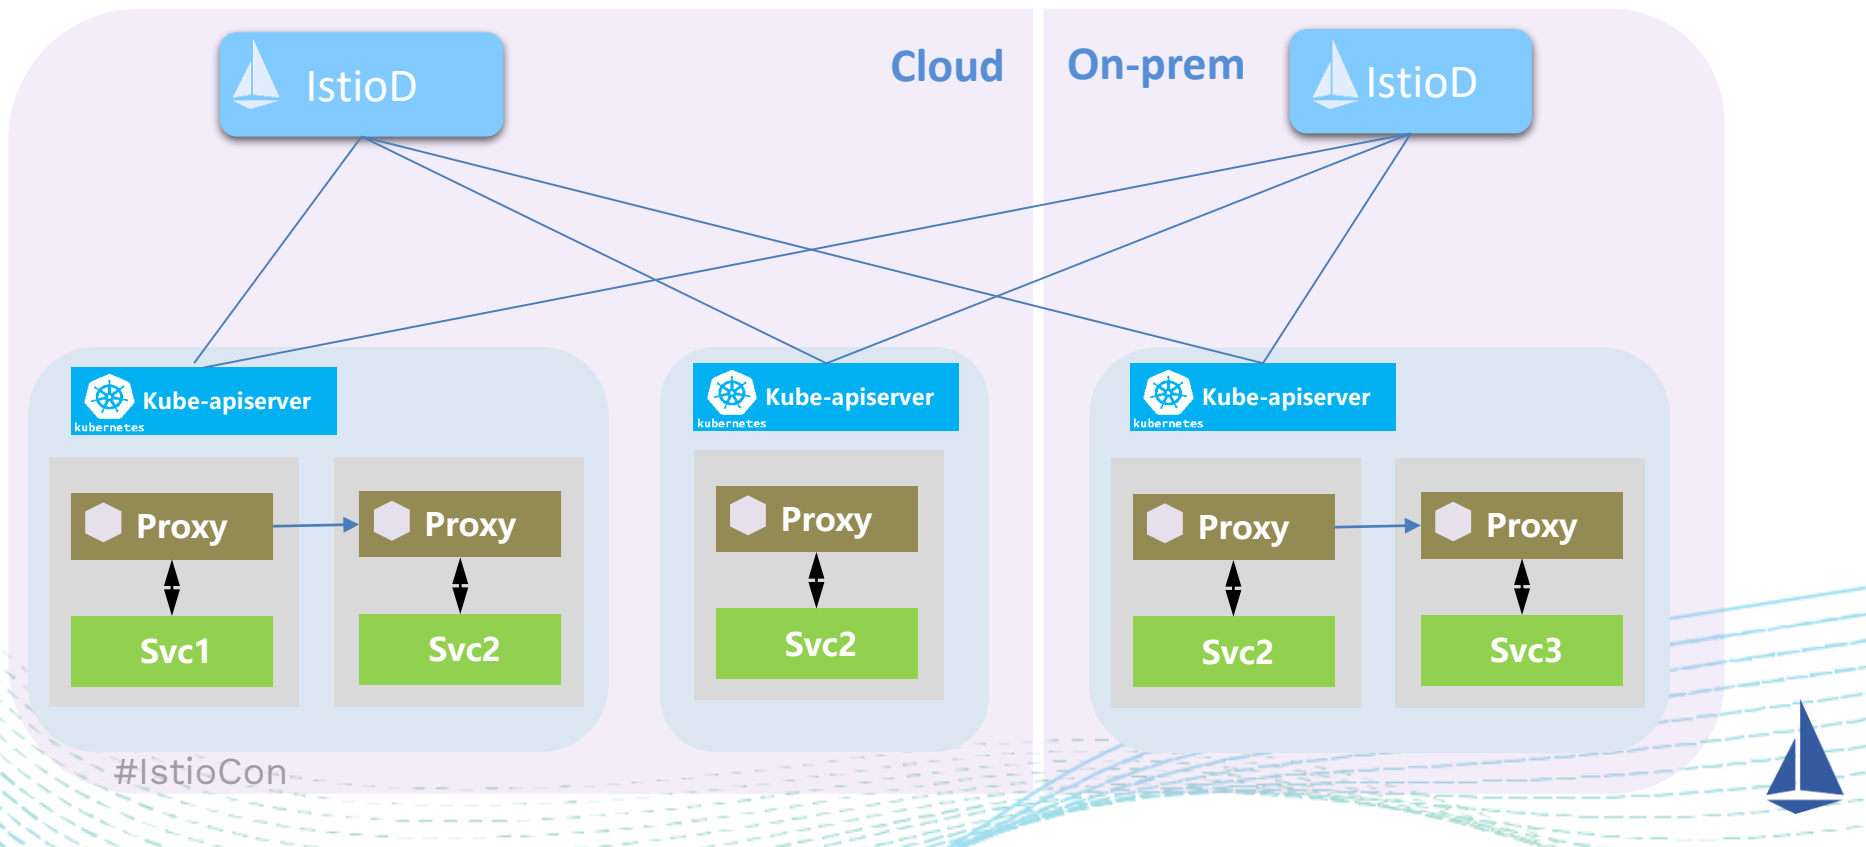 IstioD
Cloud
On-prem
IstioD
Kube-apiserver
kubernetes
Kube-apiserver
kubernetes
Kube-apiserver
kubernetes
Proxy
Proxy
Proxy
Proxy
Proxy
Svc1
Svc2
Svc2
Svc2
Svc3
#IstioCon